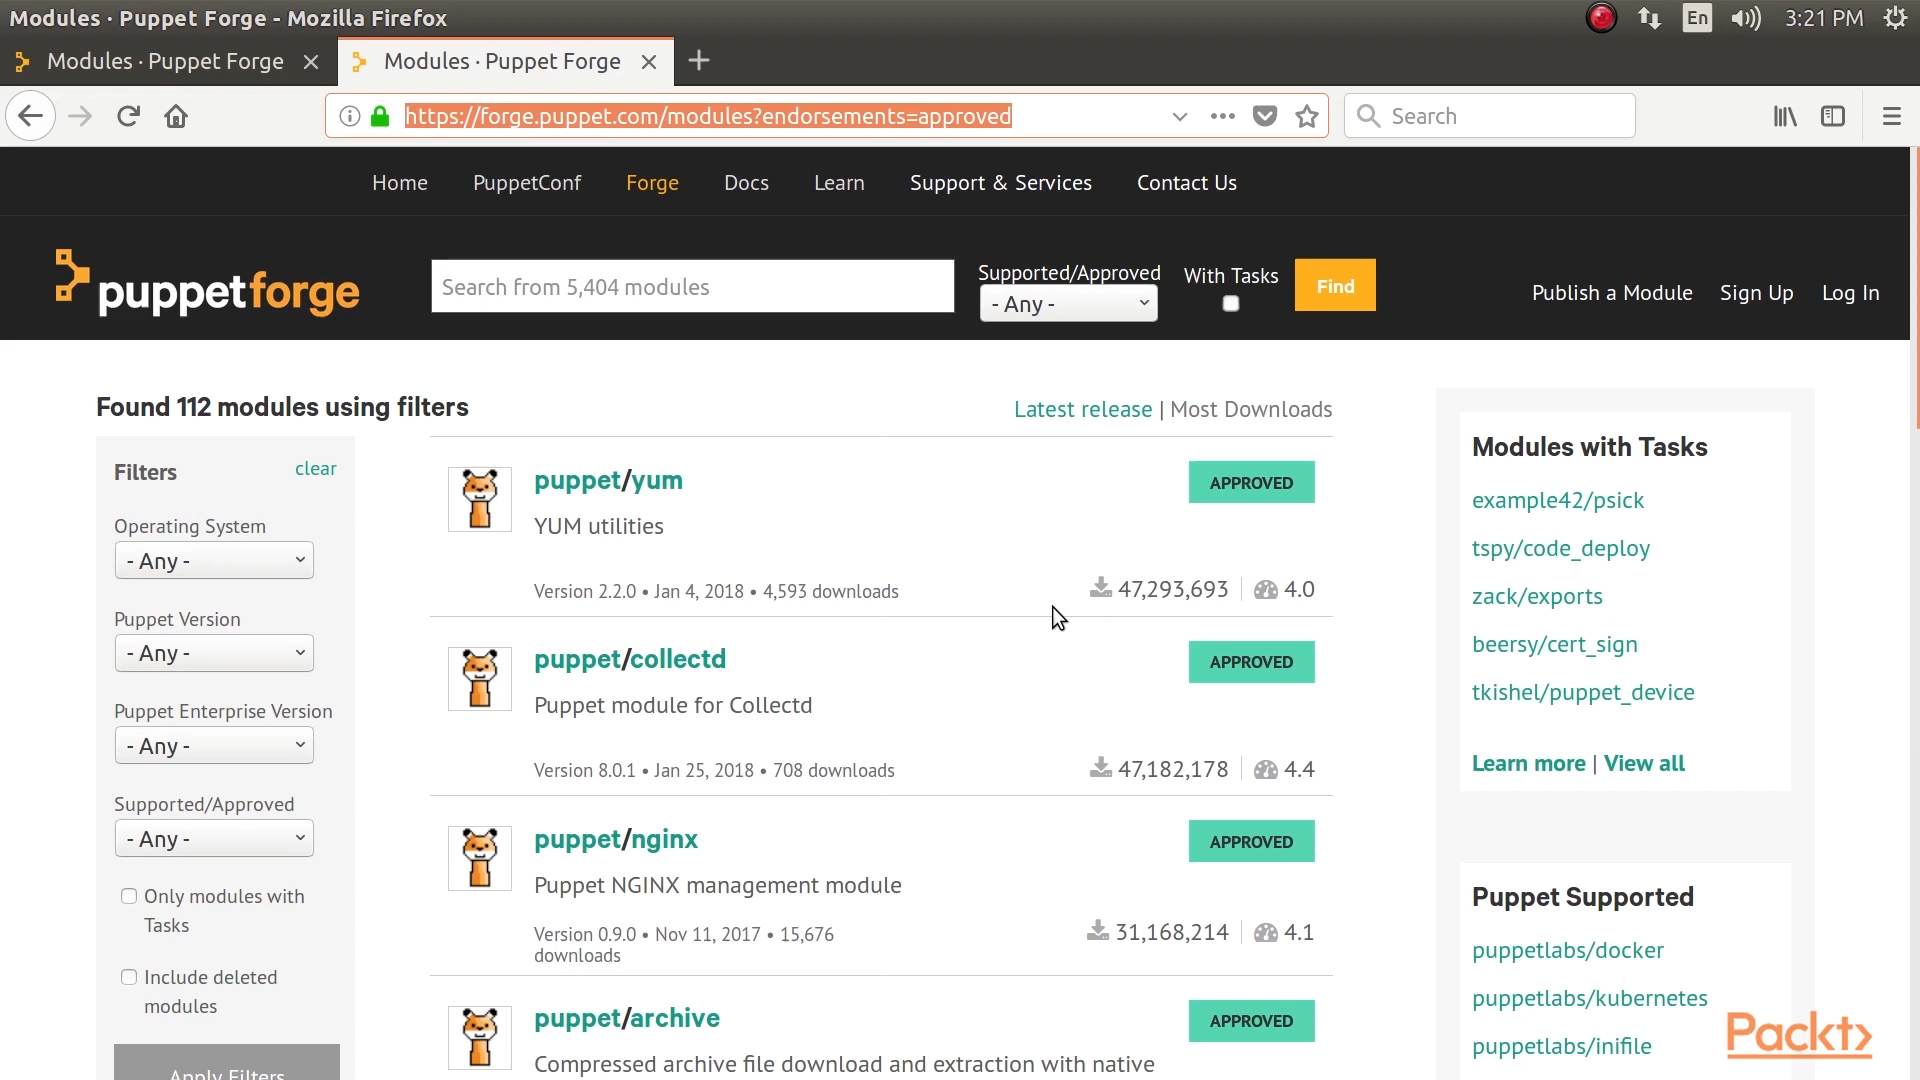 Modules · Puppet Forge - Mozilla Firefox
En
3:21 PM
Modules · Puppet Forge
Modules · Puppet Forge
https://forge.puppet.com/modules?endorsements=approved
Search
Home
PuppetConf
Forge
Docs
Learn
Support & Services
Contact Us
puppetforge
Search from 5,404 modules
Supported/Approved
- Any -
With Tasks
Find
Publish a Module
Sign Up
Log In
Found 112 modules using filters
Latest release | Most Downloads
Filters
clear
Operating System
- Any -
Puppet Version
- Any -
Puppet Enterprise Version
- Any -
Supported/Approved
- Any -
Only modules with
Tasks
Include deleted
modules
Apply Filters
puppet/yum
APPROVED
YUM utilities
Version 2.2.0 • Jan 4, 2018 • 4,593 downloads
47,293,693
4.0
puppet/collectd
APPROVED
Puppet module for Collectd
Version 8.0.1 • Jan 25, 2018 • 708 downloads
47,182,178
4.4
puppet/nginx
APPROVED
Puppet NGINX management module
Version 0.9.0 • Nov 11, 2017 • 15,676
downloads
31,168,214
4.1
puppet/archive
APPROVED
Compressed archive file download and extraction with native
Modules with Tasks
example42/psick
tspy/code_deploy
zack/exports
beersy/cert_sign
tkishel/puppet_device
Learn more | View all
Puppet Supported
puppetlabs/docker
puppetlabs/kubernetes
puppetlabs/inifile
Packt>